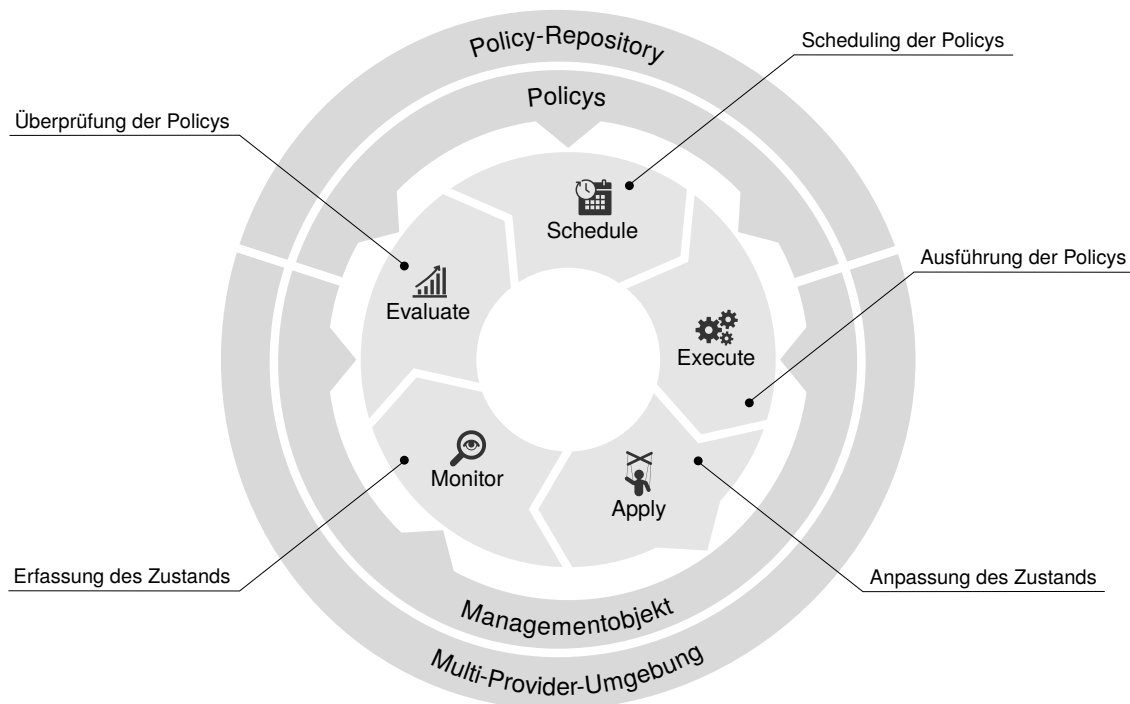 Policy-Repository
Scheduling der Policys
Policys
Überprüfung der Policys
Schedule
Ausführung der Policys
Evaluate
Execute
Monitor
Apply
Erfassung des Zustands
Anpassung des Zustands
Managementobjekt
Multi-Provider-Umgebung